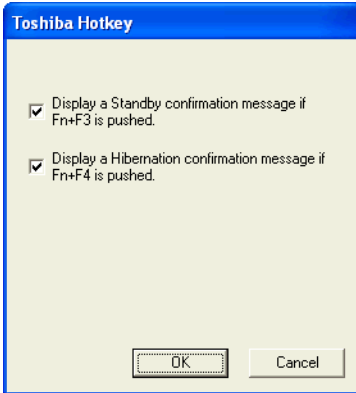 Toshiba Hotkey
Display a Standby confirmation message if
Fn+F3 is pushed.
Display a Hibernation confirmation message if
Fn+F4 is pushed.
OK
Cancel